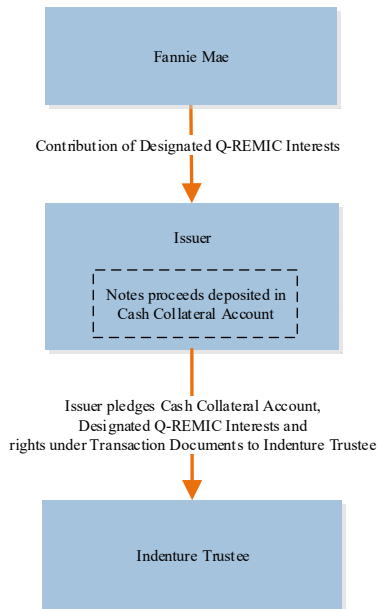 Fannie Mae
Contribution of Designated Q-REMIC Interests
Issuer
Notes proceeds deposited in
Cash Collateral Account
Issuer pledges Cash Collateral Account,
Designated Q-REMIC Interests and
rights under Transaction Documents to Indenture Trustee
Indenture Trustee